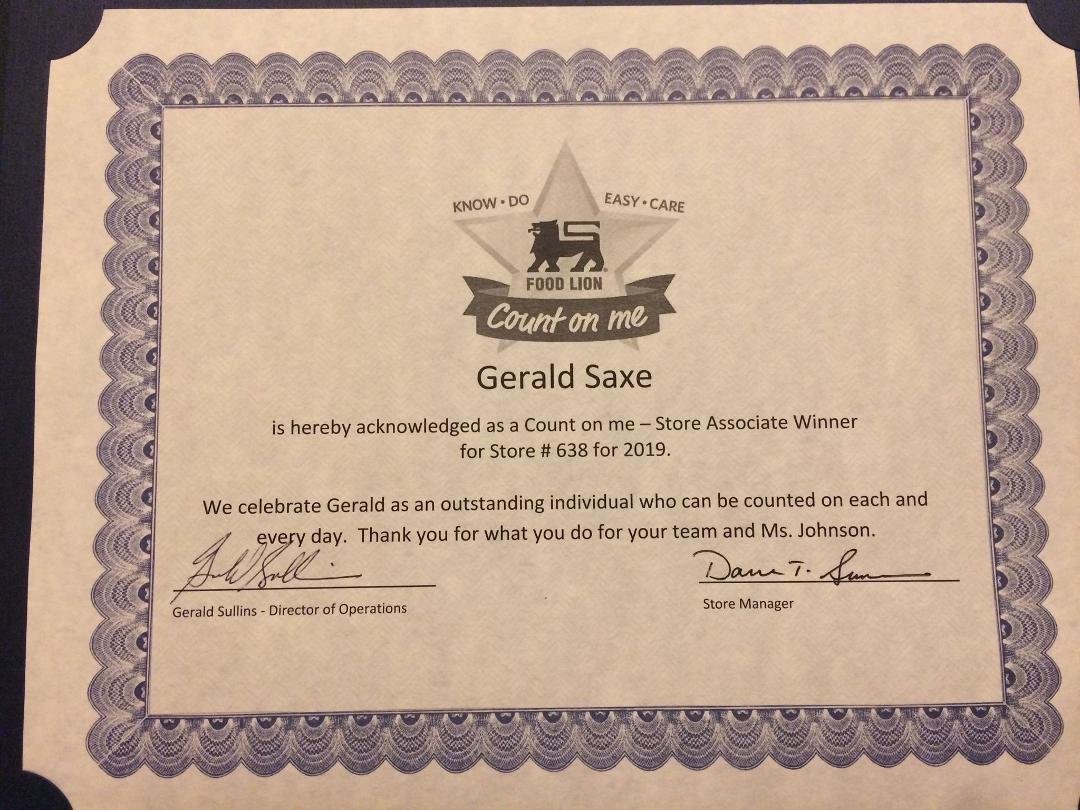 KNOW • DO EASY • CARE
FOOD LION
Count on me
Gerald Saxe
is hereby acknowledged as a Count on me – Store Associate Winner
for Store # 638 for 2019.
We celebrate Gerald as an outstanding individual who can be counted on each and
every day. Thank you for what you do for your team and Ms. Johnson.
Gerald Sullins - Director of Operations
Store Manager